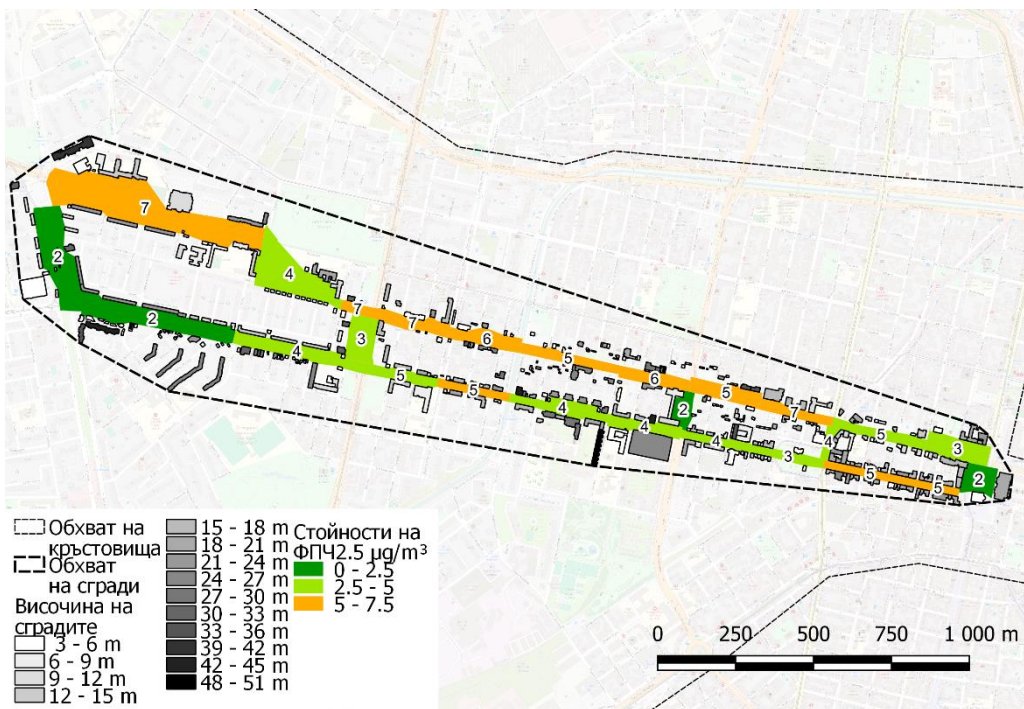 7
2
4
2
7
7
3
6
4
5
5
6
5
5
2
7
4
4
4
5
3
4
3
5
2
5
Обхват на
кръстовища
Обхват
на сгради
Височина на
сградите
3 - 6 m
6 - 9 m
9 - 12 m
12 - 15 m
15 - 18 m
18 - 21 m
21 - 24 m
24 - 27 m
27 - 30 m
30 - 33 m
33 - 36 m
39 - 42 m
42 - 45 m
48 - 51 m
Стойности на
ФПЧ2.5 µg/m³
0 - 2.5
2.5 - 5
5 - 7.5
0 250 500 750 1 000 m